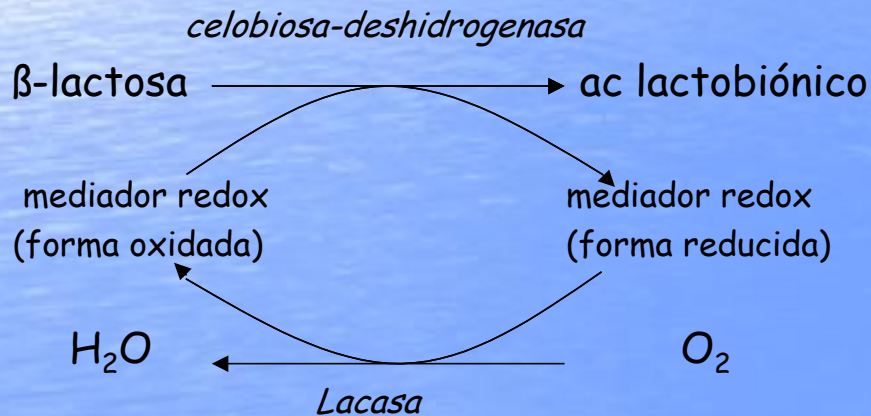 celobiosa-deshidrogenasa
ß-lactosa ac lactobiónico
mediador redox mediador redox
(forma oxidada) (forma reducida)
H₂O O₂
Lacasa